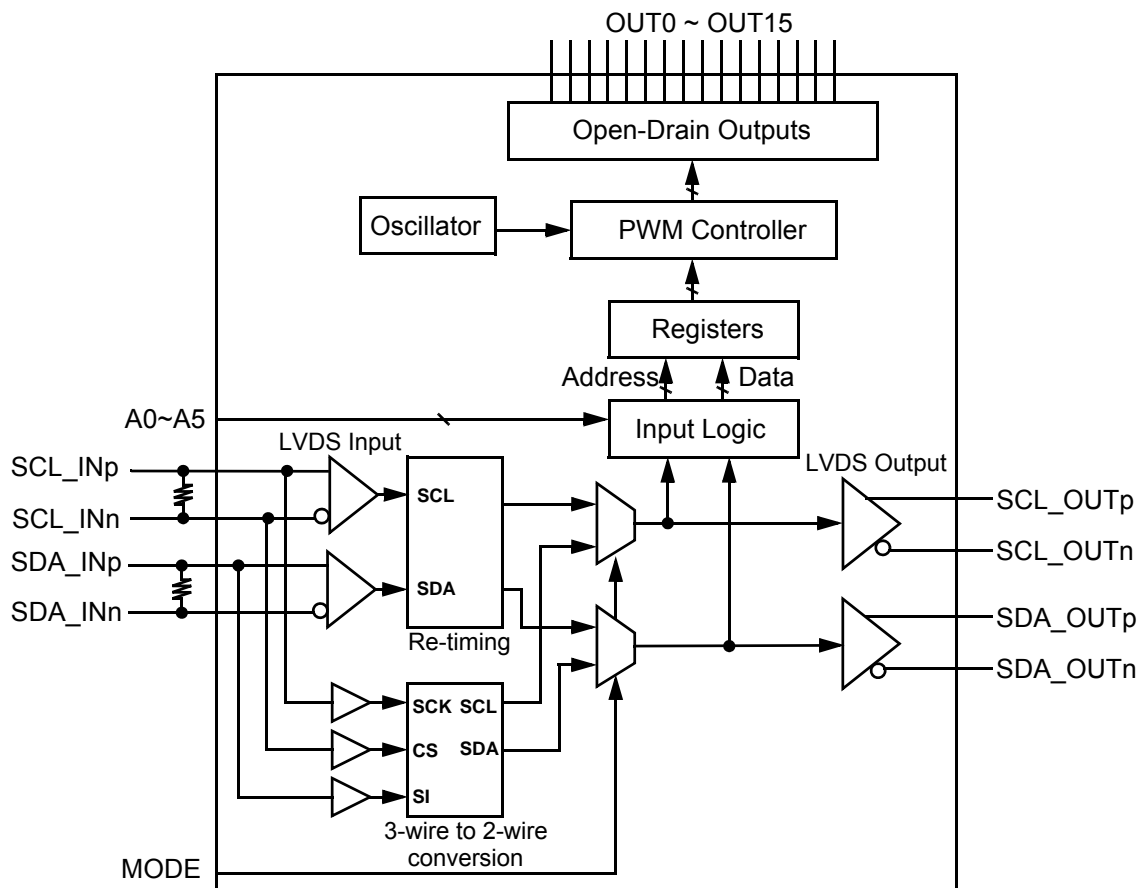 OUT0 ~ OUT15
Open-Drain Outputs
Oscillator
PWM Controller
Registers
Address
Data
A0~A5
Input Logic
LVDS Input
LVDS Output
SCL_INp
SCL_INn
SDA_INp
SDA_INn
SCL
SDA
Re-timing
SCL_OUTp
SCL_OUTn
SDA_OUTp
SDA_OUTn
SCK SCL
CS SDA
SI
3-wire to 2-wire
conversion
MODE